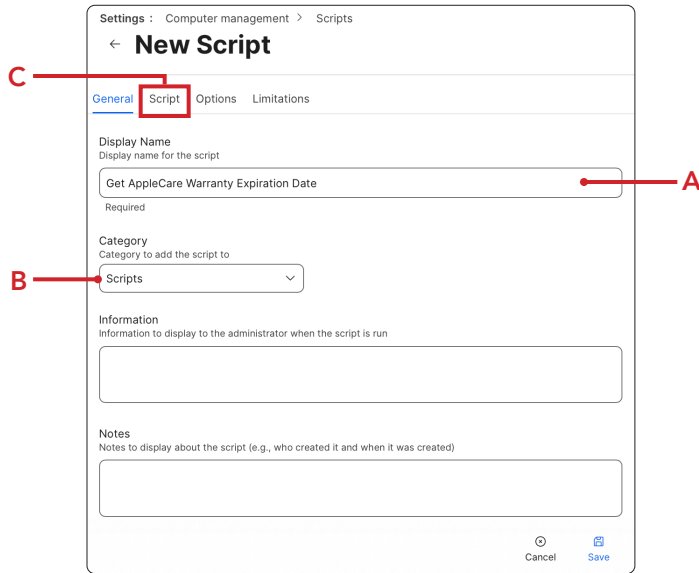 Settings : Computer management > Scripts
← New Script
C
General Script Options Limitations
Display Name
Display name for the script
Get AppleCare Warranty Expiration Date
A
Required
Category
Category to add the script to
B
Scripts
Information
Information to display to the administrator when the script is run
Notes
Notes to display about the script (e.g., who created it and when it was created)
Cancel Save